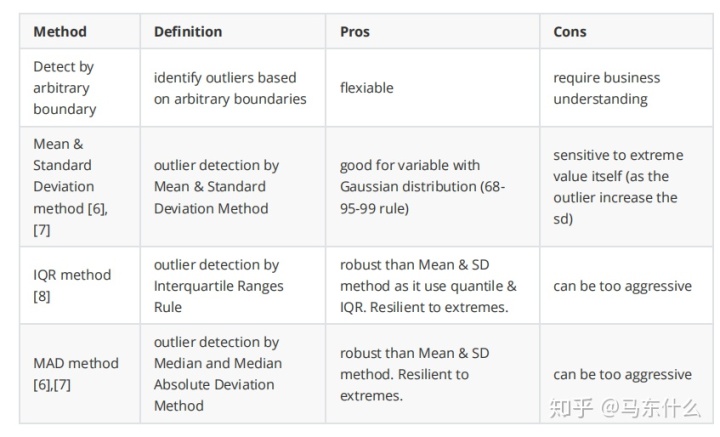 Method
Definition
Pros
Cons
Detect by
arbitrary
boundary
identify outliers based
on arbitrary boundaries
flexiable
require business
understanding
Mean &
Standard
Deviation
method [6],
[7]
outlier detection by
Mean & Standard
Deviation Method
good for variable with
Gaussian distribution (68-
95-99 rule)
sensitive to extreme
value itself (as the
outlier increase the
sd)
IQR method
[8]
outlier detection by
Interquartile Ranges
Rule
robust than Mean & SD
method as it use quantile &
IQR. Resilient to extremes.
can be too aggressive
MAD method
[6],[7]
outlier detection by
Median and Median
Absolute Deviation
Method
robust than Mean & SD
method. Resilient to
extremes.
can be too aggressive
知乎 @马东什么